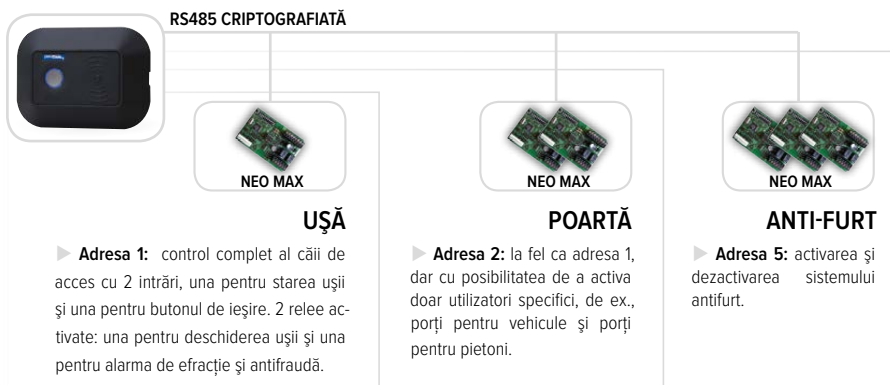 RS485 CRIPTOGRAFIATĂ
NEO MAX
NEO MAX
NEO MAX
UŞĂ
▶ Adresa 1: control complet al căii de
acces cu 2 intrări, una pentru starea uşii
şi una pentru butonul de ieşire. 2 relee ac-
tivate: una pentru deschiderea uşii şi una
pentru alarma de efracţie şi antifraudă.
POARTĂ
▶ Adresa 2: la fel ca adresa 1,
dar cu posibilitatea de a activa
doar utilizatori specifici, de ex.,
porţi pentru vehicule şi porţi
pentru pietoni.
ANTI-FURT
▶ Adresa 5: activarea şi
dezactivarea sistemului
antifurt.